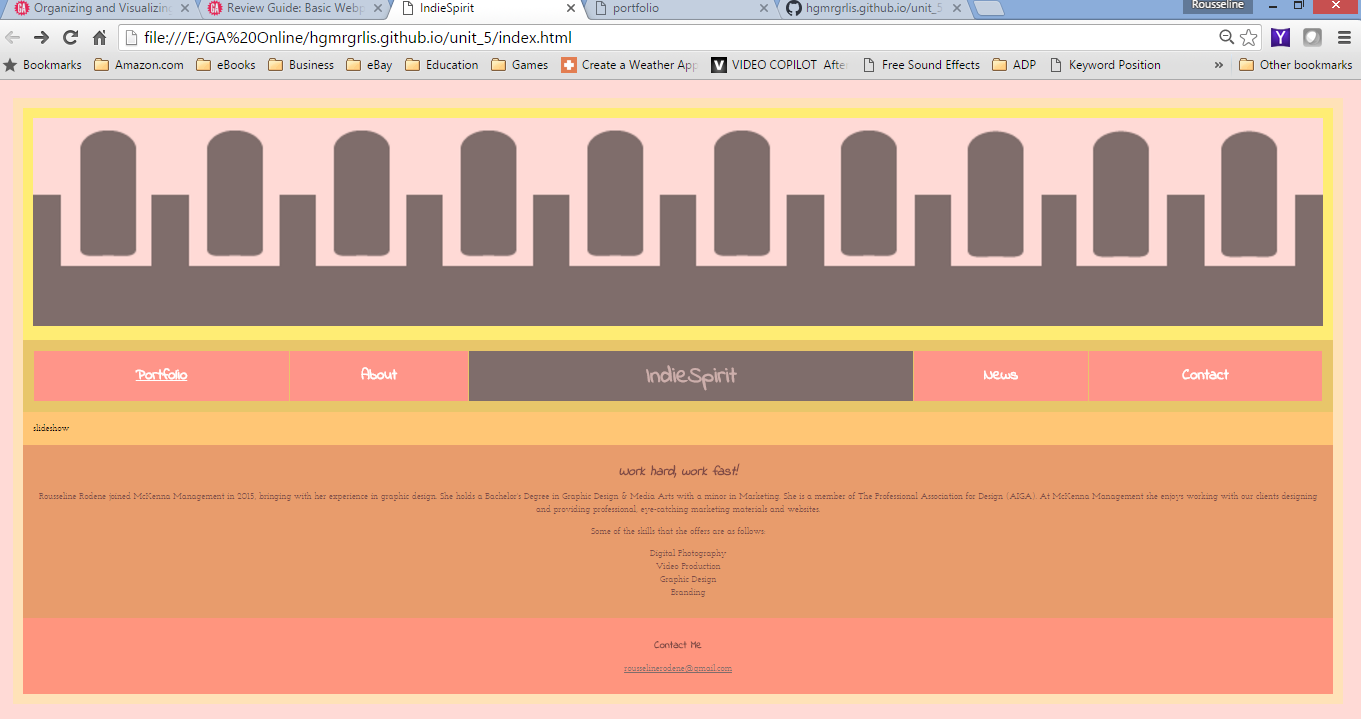 Organizing and Visualizing
Review Guide: Basic Webp
IndieSpirit
portfolio
hgmrgrlis.github.io/unit_5
Rousseline
file:///E:/GA%20Online/hgmrgrlis.github.io/unit_5/index.html
Bookmarks Amazon.com eBooks Business eBay Education Games Create a Weather App VIDEO COPILOT Afte Free Sound Effects ADP Keyword Position » Other bookmarks
Portfolio About IndieSpirit News Contact
slideshow
Work hard, work fast!
Rousseline Rodene joined McKenna Management in 2015, bringing with her experience in graphic design. She holds a Bachelor's Degree in Graphic Design & Media Arts with a minor in Marketing. She is a member of The Professional Association for Design (AIGA). At McKenna Management she enjoys working with our clients designing
and providing professional, eye-catching marketing materials and websites.
Some of the skills that she offers are as follows:
Digital Photography
Video Production
Graphic Design
Branding
Contact Me
rousselinerodene@gmail.com